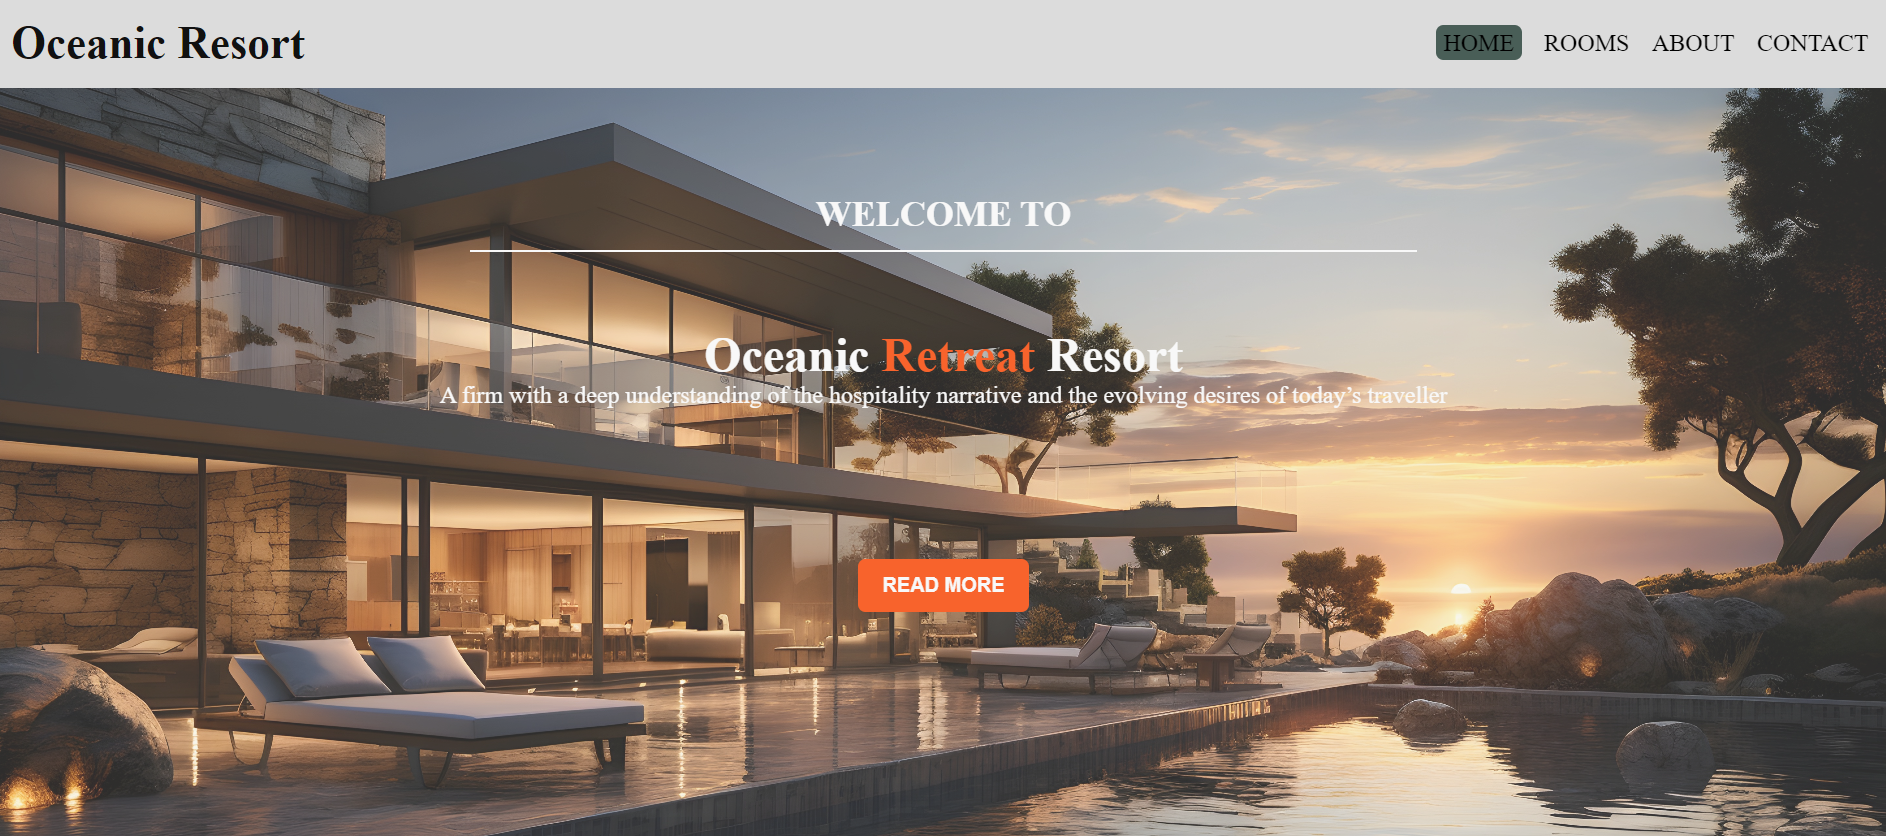 Oceanic Resort
HOME ROOMS ABOUT CONTACT
WELCOME TO
Oceanic Retreat Resort
A firm with a deep understanding of the hospitality narrative and the evolving desires of today’s traveller
READ MORE